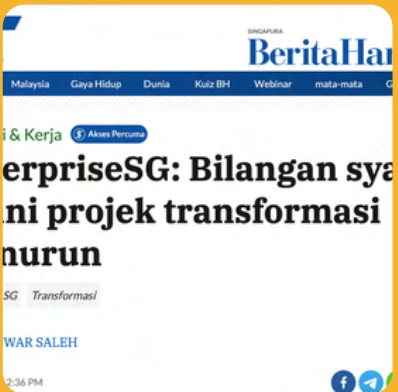 SINGAPURA
BeritaHar
Malaysia Gaya Hidup Dunia Kuiz BH Webinar mata-mata G
i & Kerja Akses Percuma
erpriseSG: Bilangan sya
ni projek transformasi
nurun
SG Transformasi
WAR SALEH
2:36 PM